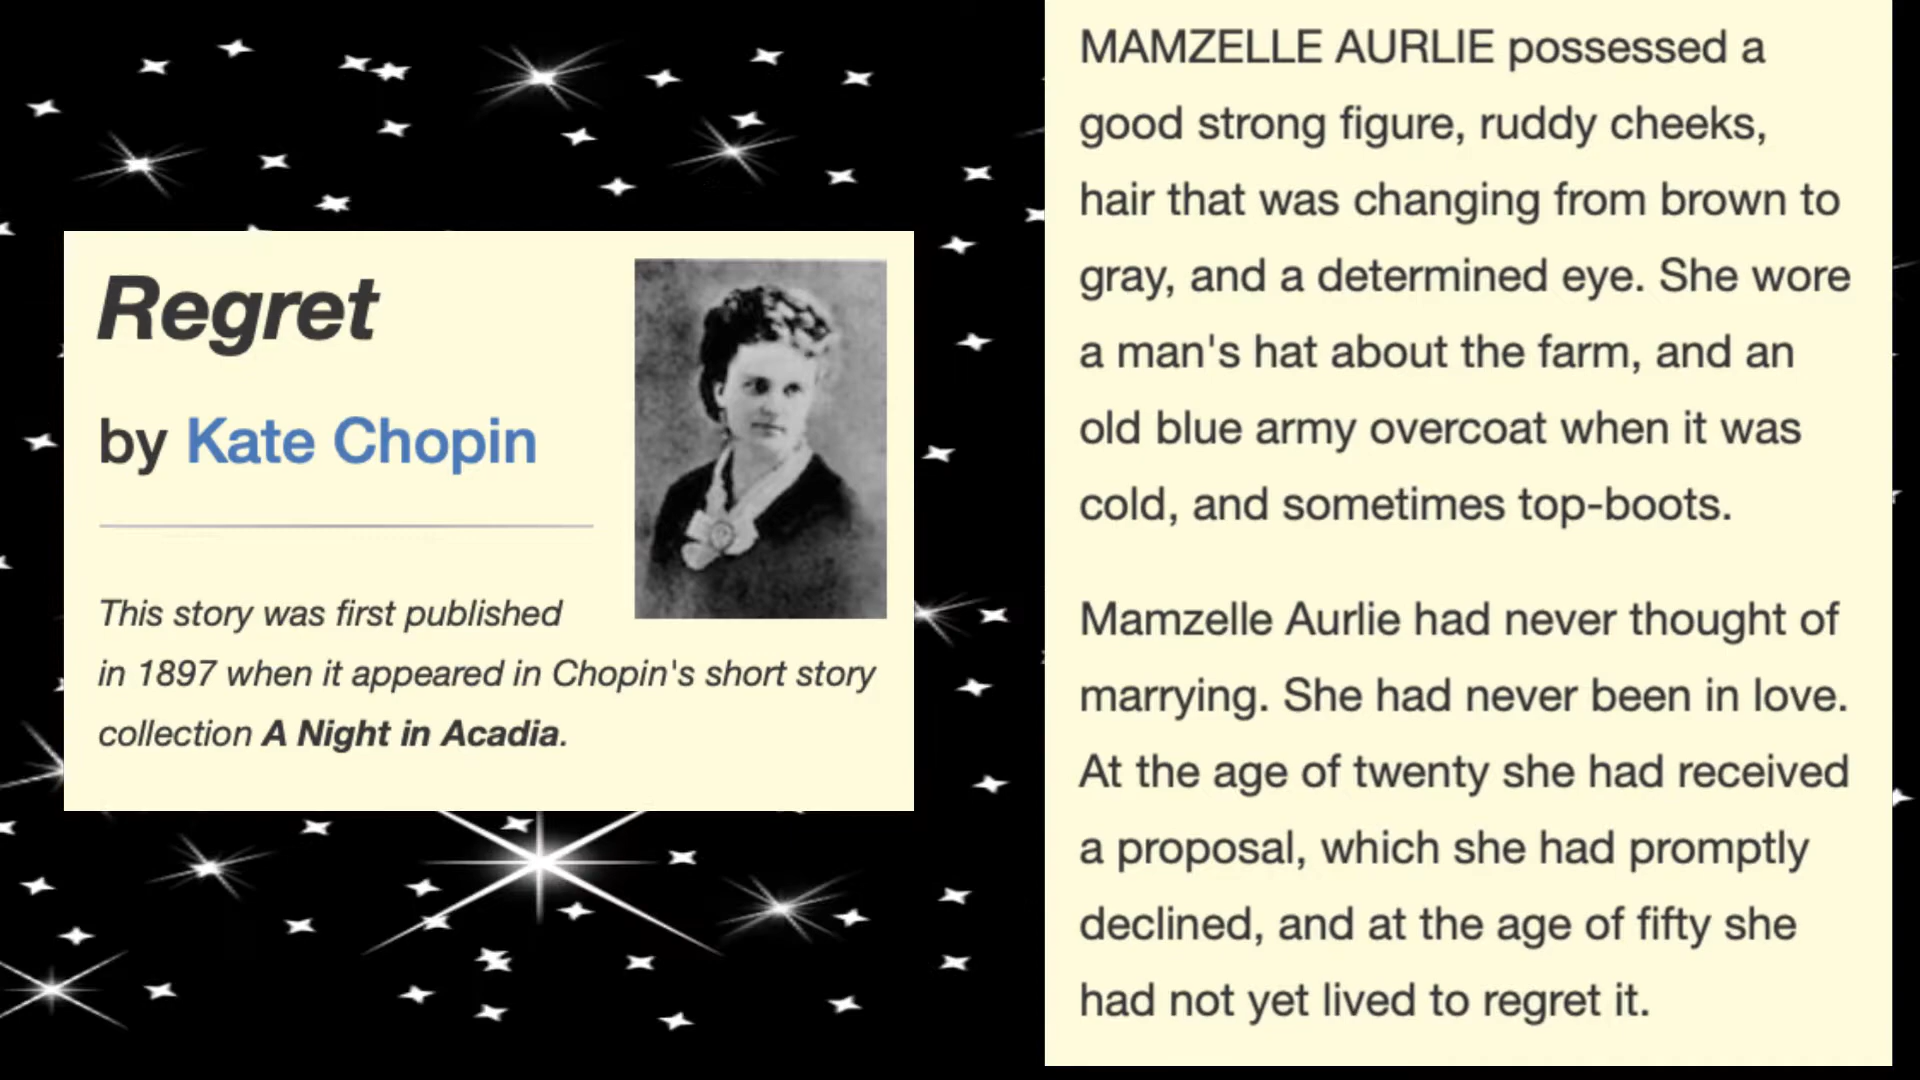 Regret
by Kate Chopin
This story was first published
in 1897 when it appeared in Chopin's short story
collection A Night in Acadia.
MAMZELLE AURLIE possessed a
good strong figure, ruddy cheeks,
hair that was changing from brown to
gray, and a determined eye. She wore
a man's hat about the farm, and an
old blue army overcoat when it was
cold, and sometimes top-boots.
Mamzelle Aurlie had never thought of
marrying. She had never been in love.
At the age of twenty she had received
a proposal, which she had promptly
declined, and at the age of fifty she
had not yet lived to regret it.